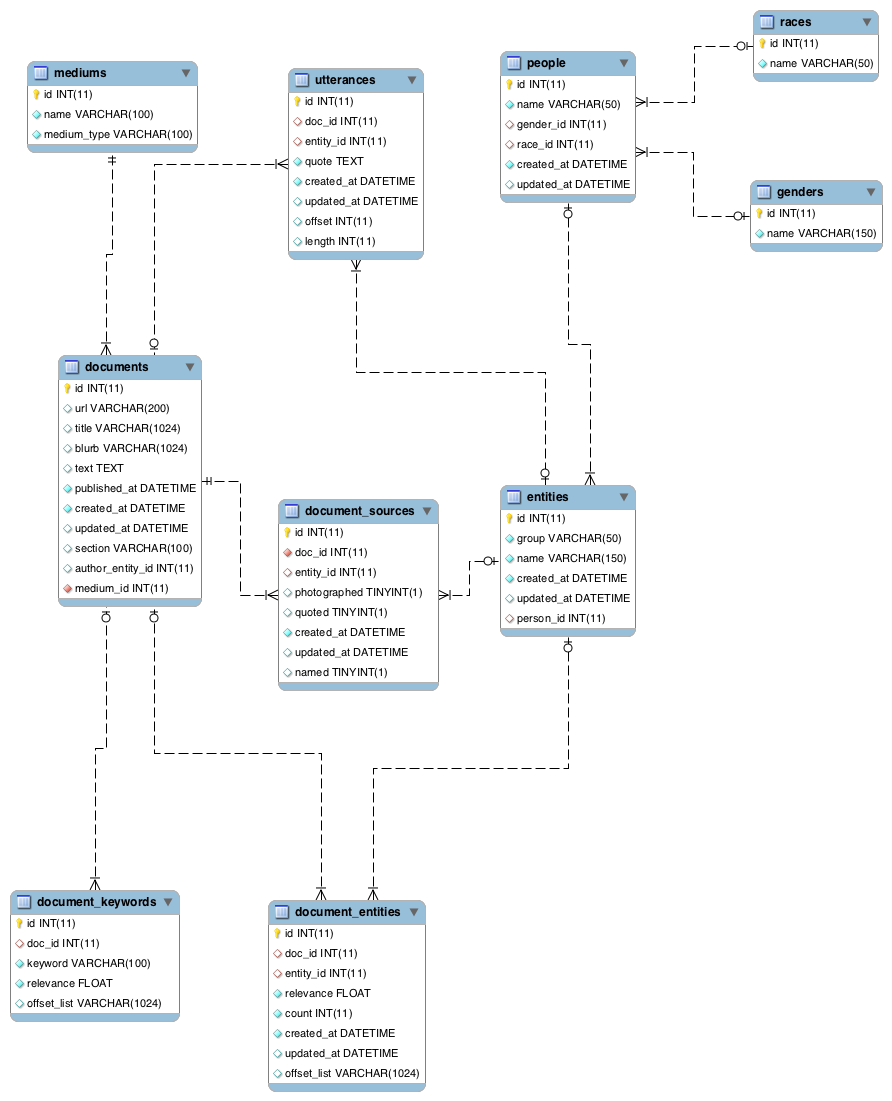 races
id INT(11)
name VARCHAR(50)
mediums
id INT(11)
name VARCHAR(100)
medium_type VARCHAR(100)
utterances
id INT(11)
doc_id INT(11)
entity_id INT(11)
quote TEXT
created_at DATETIME
updated_at DATETIME
offset INT(11)
length INT(11)
people
id INT(11)
name VARCHAR(50)
gender_id INT(11)
race_id INT(11)
created_at DATETIME
updated_at DATETIME
genders
id INT(11)
name VARCHAR(150)
documents
id INT(11)
url VARCHAR(200)
title VARCHAR(1024)
blurb VARCHAR(1024)
text TEXT
published_at DATETIME
created_at DATETIME
updated_at DATETIME
section VARCHAR(100)
author_entity_id INT(11)
medium_id INT(11)
document_sources
id INT(11)
doc_id INT(11)
entity_id INT(11)
photographed TINYINT(1)
quoted TINYINT(1)
created_at DATETIME
updated_at DATETIME
named TINYINT(1)
entities
id INT(11)
group VARCHAR(50)
name VARCHAR(150)
created_at DATETIME
updated_at DATETIME
person_id INT(11)
document_keywords
id INT(11)
doc_id INT(11)
keyword VARCHAR(100)
relevance FLOAT
offset_list VARCHAR(1024)
document_entities
id INT(11)
doc_id INT(11)
entity_id INT(11)
relevance FLOAT
count INT(11)
created_at DATETIME
updated_at DATETIME
offset_list VARCHAR(1024)